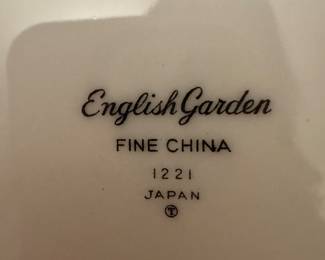 English Garden
FINE CHINA
1221
JAPAN
Ⓣ